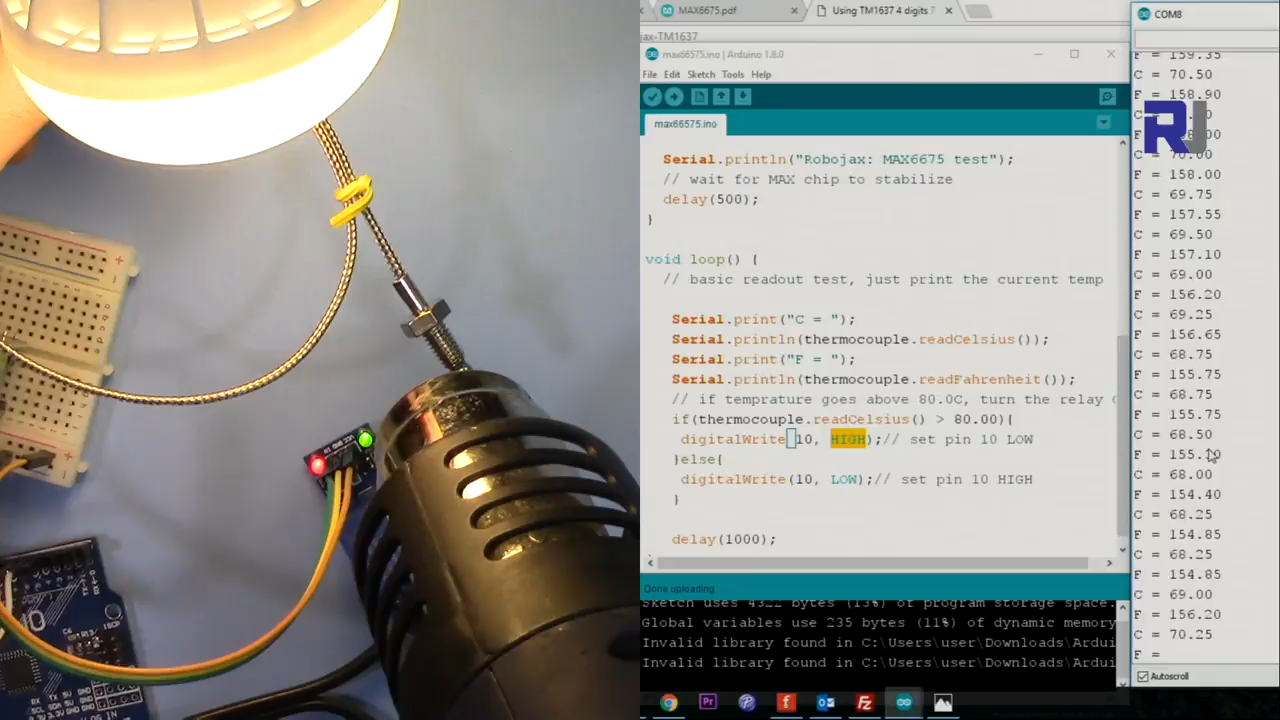 MAX6675.pdf
Using TM1637 4 digits
jax-TM1637
max66575.ino | Arduino 1.8.0
File Edit Sketch Tools Help
max66575.ino
Serial.println("Robojax: MAX6675 test");
// wait for MAX chip to stabilize
delay(500);
}
void loop() {
// basic readout test, just print the current temp
Serial.print("C = ");
Serial.println(thermocouple.readCelsius());
Serial.print("F = ");
Serial.println(thermocouple.readFahrenheit());
// if temprature goes above 80.0C, turn the relay
if(thermocouple.readCelsius() > 80.00){
digitalWrite(10, HIGH);// set pin 10 LOW
}else{
digitalWrite(10, LOW);// set pin 10 HIGH
}
delay(1000);
Done uploading
Sketch uses 4322 bytes (13%) of program storage space.
Global variables use 235 bytes (11%) of dynamic memory
Invalid library found in C:\Users\user\Downloads\Ardui
Invalid library found in C:\Users\user\Downloads\Ardui
COM8
F = 159.35
C = 70.50
F = 158.90
RJ
C = 70.00
F = 158.00
C = 69.75
F = 157.55
C = 69.50
F = 157.10
C = 69.00
F = 156.20
C = 69.25
F = 156.65
C = 68.75
F = 155.75
C = 68.75
F = 155.75
C = 68.50
F =
C = 68.00
F = 154.40
C = 68.25
F = 154.85
C = 68.25
F = 154.85
C = 69.00
F = 156.20
C = 70.25
F =
Autoscroll
VCC GND IN